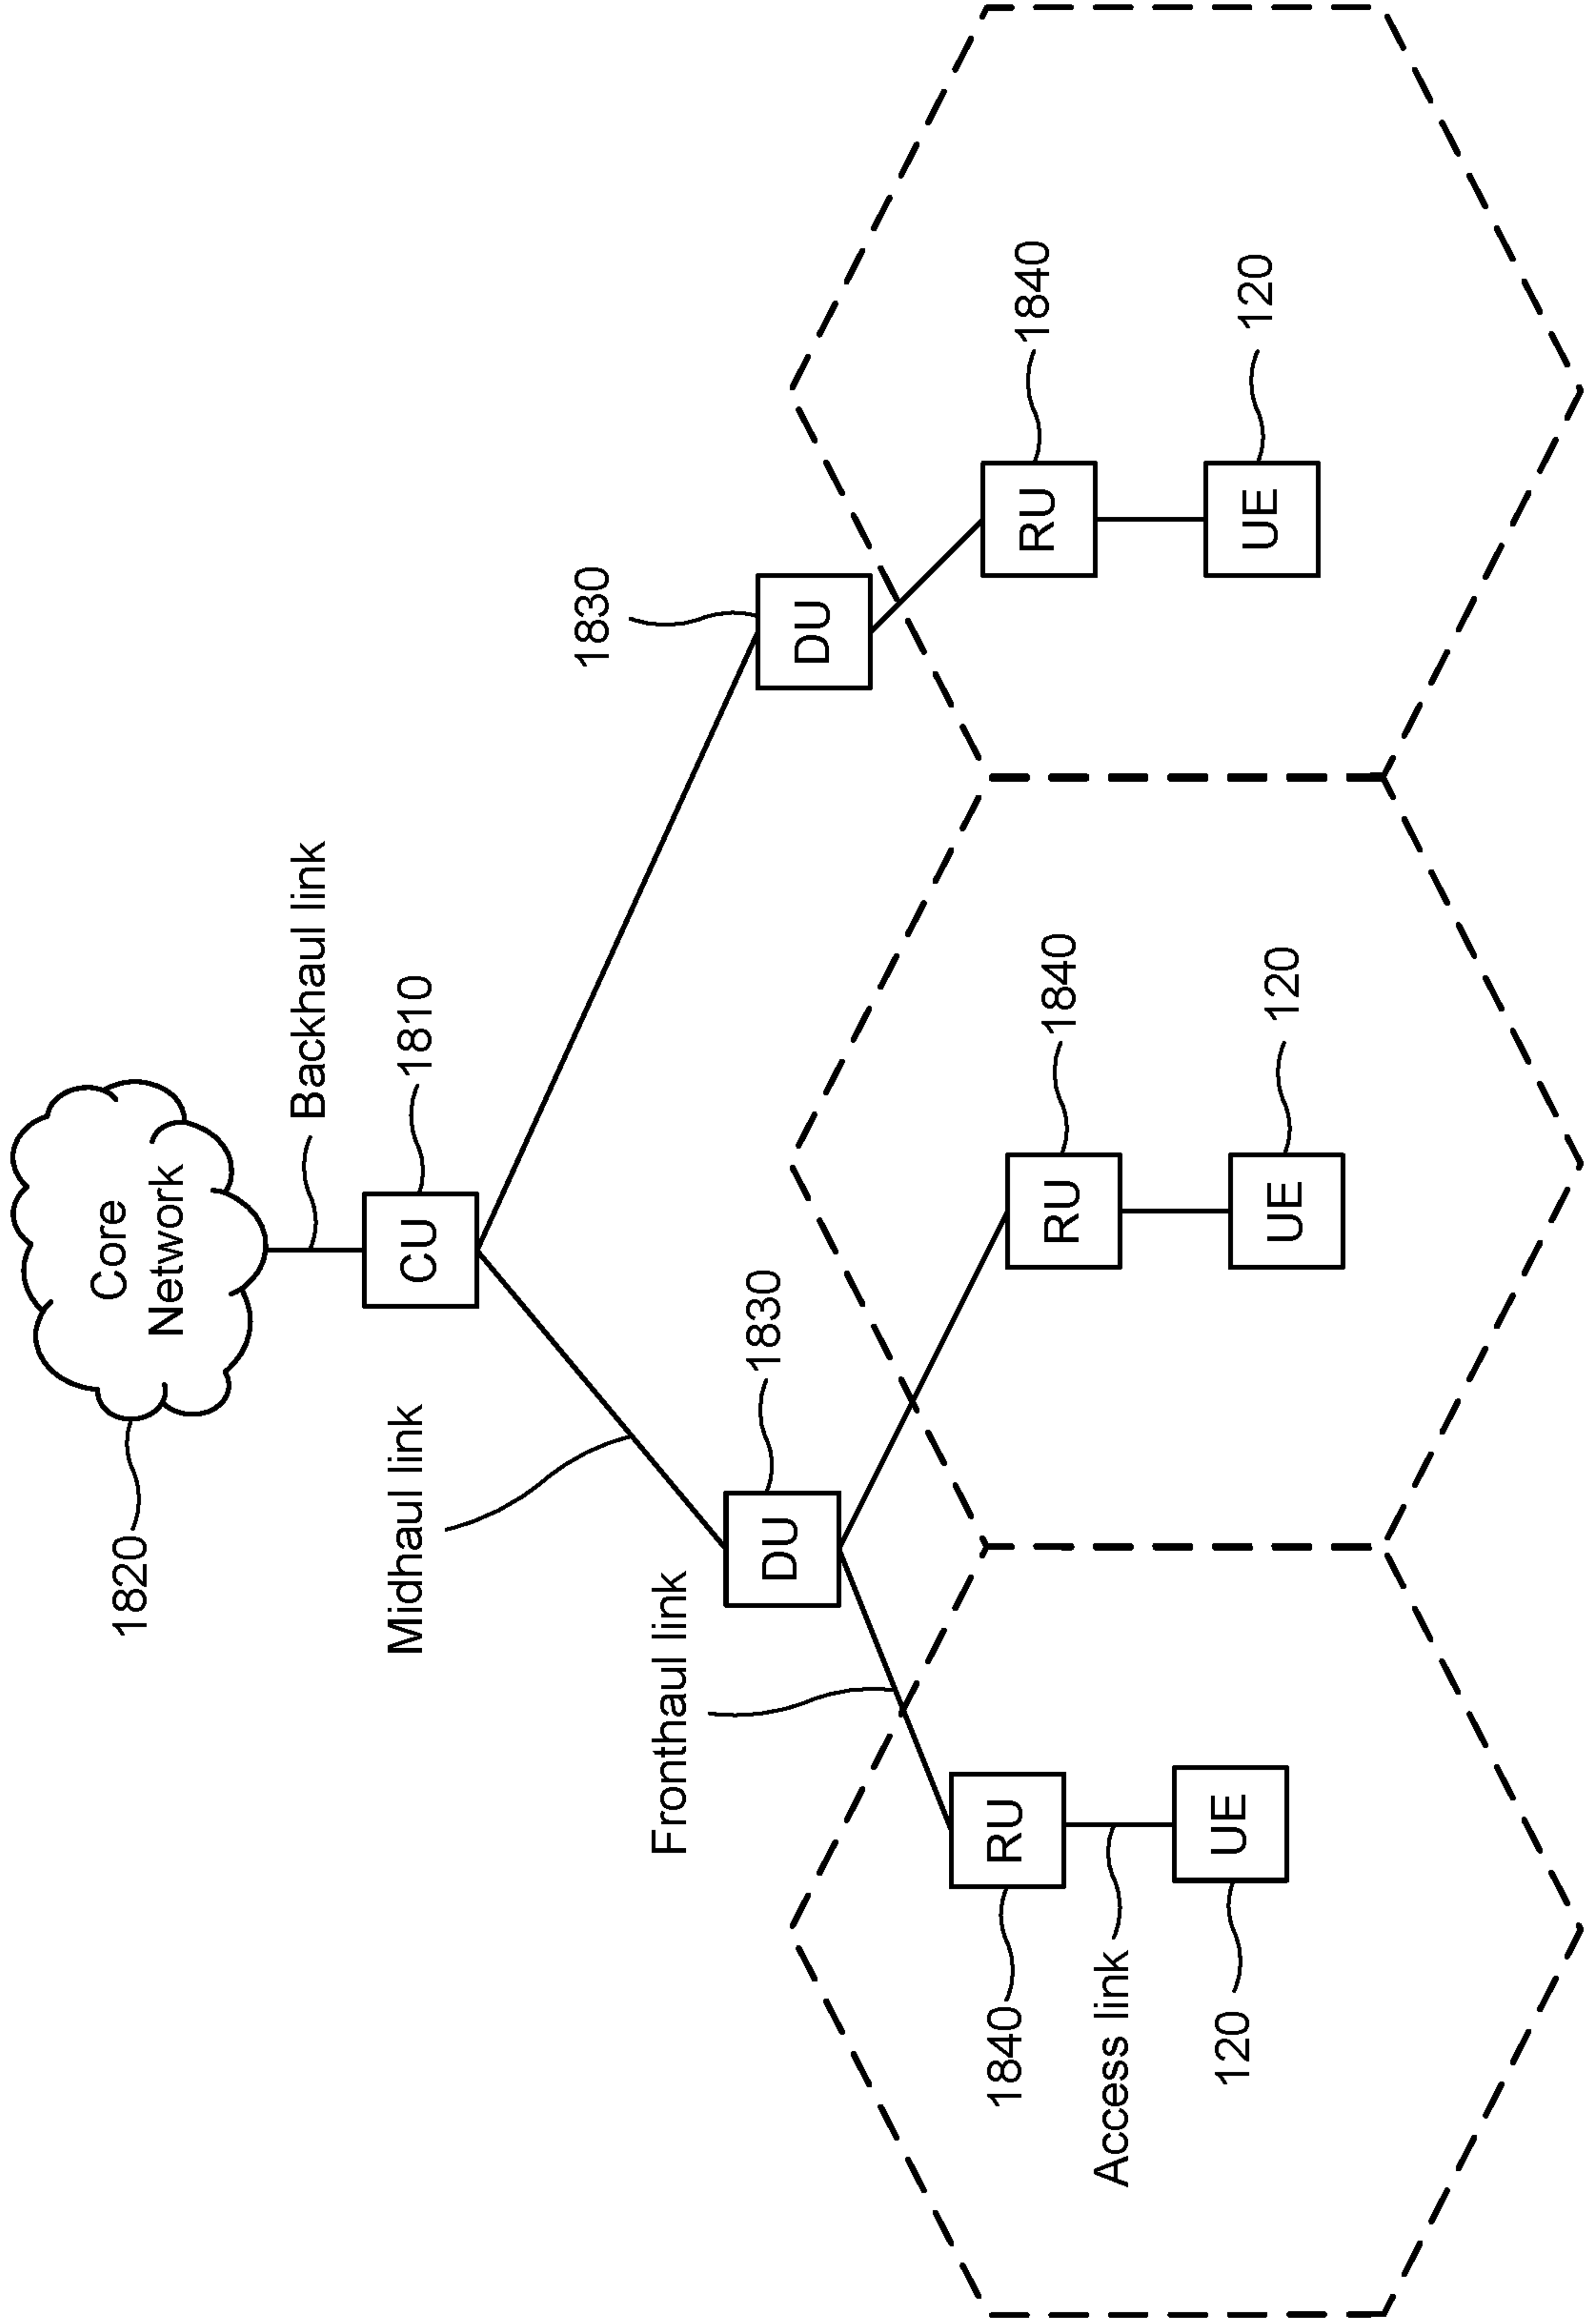 1820
Core
Network
Backhaul link
CU
1810
Midhaul link
1830
DU
1830
DU
Fronthaul link
1840
RU
RU
1840
RU
1840
Access link
120
UE
UE
120
UE
120